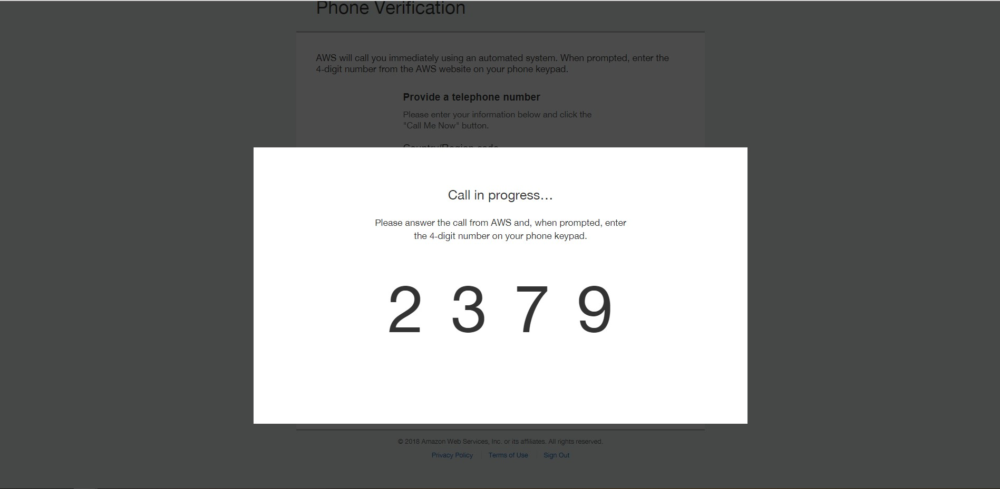 Phone Verification
AWS will call you immediately using an automated system. When prompted, enter the
4-digit number from the AWS website on your phone keypad.
Provide a telephone number
Please enter your information below and click the
"Call Me Now" button.
Country/Region code
Call in progress...
Please answer the call from AWS and, when prompted, enter
the 4-digit number on your phone keypad.
2 3 7 9
© 2018 Amazon Web Services, Inc. or its affiliates. All rights reserved.
Privacy Policy | Terms of Use | Sign Out